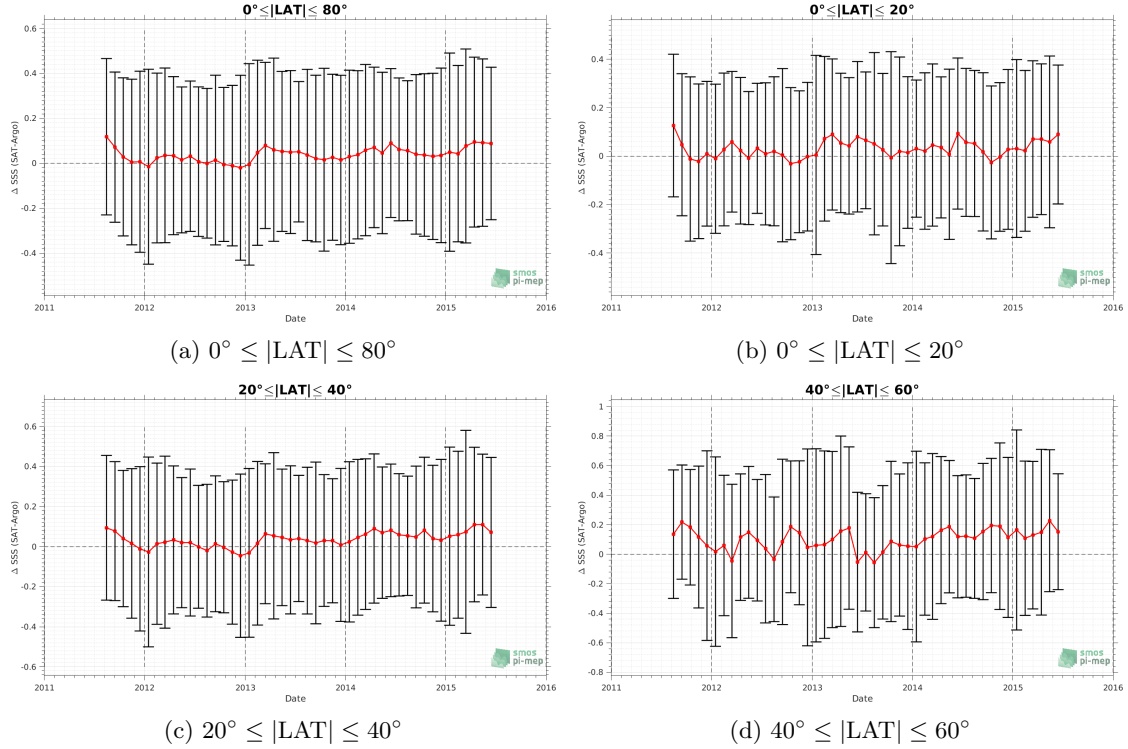 0°≤|LAT|≤ 80°
0.6
0.4
0.2
0
-0.2
-0.4
Δ SSS (SAT-Argo)
smos
pi-mep
2011 2012 2013 2014 2015 2016
Date
(a) 0° ≤ |LAT| ≤ 80°
0°≤|LAT|≤ 20°
0.4
0.2
0
-0.2
-0.4
Δ SSS (SAT-Argo)
smos
pi-mep
2011 2012 2013 2014 2015 2016
Date
(b) 0° ≤ |LAT| ≤ 20°
20°≤|LAT|≤ 40°
0.6
0.4
0.2
0
-0.2
-0.4
-0.6
Δ SSS (SAT-Argo)
smos
pi-mep
2011 2012 2013 2014 2015 2016
Date
(c) 20° ≤ |LAT| ≤ 40°
40°≤|LAT|≤ 60°
1
0.8
0.6
0.4
0.2
0
-0.2
-0.4
-0.6
-0.8
Δ SSS (SAT-Argo)
smos
pi-mep
2011 2012 2013 2014 2015 2016
Date
(d) 40° ≤ |LAT| ≤ 60°